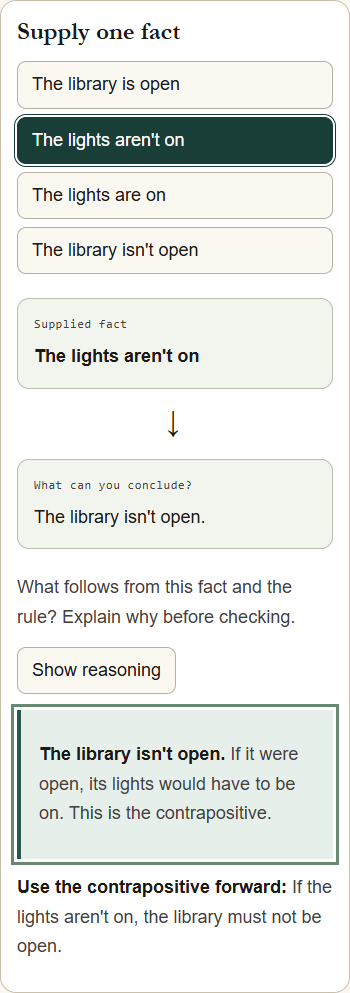 Supply one fact
The library is open
The lights aren't on
The lights are on
The library isn't open
Supplied fact
The lights aren't on
↓
What can you conclude?
The library isn't open.
What follows from this fact and the
rule? Explain why before checking.
Show reasoning
The library isn't open. If it were
open, its lights would have to be
on. This is the contrapositive.
Use the contrapositive forward: If the
lights aren't on, the library must not be
open.